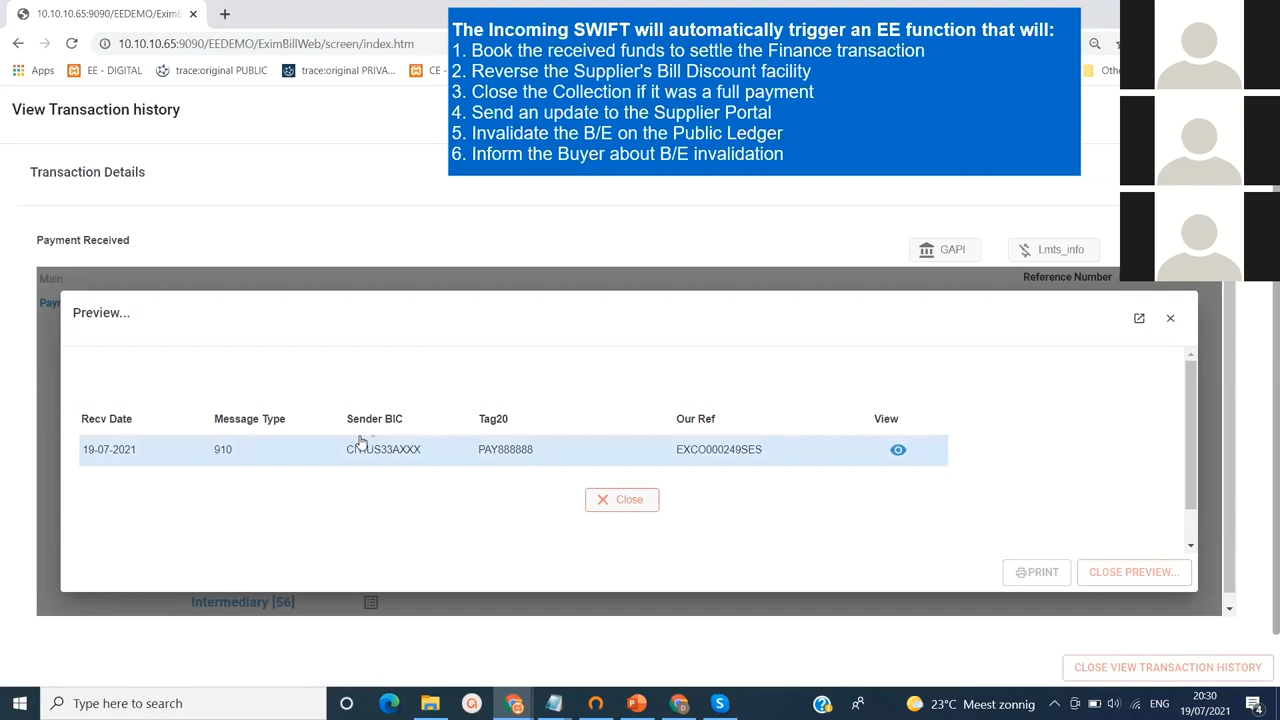 10.10.10.65:9090/EEDEMO/EximE
10.10.10.65:9090/EEDEMO/EximBillWeb/screen/index.htm
Apps
EE - DIGITAL
trace:original PUBLIC
trace:original PRIVA...
CE -
Othe
The Incoming SWIFT will automatically trigger an EE function that will:
1. Book the received funds to settle the Finance transaction
2. Reverse the Supplier's Bill Discount facility
3. Close the Collection if it was a full payment
4. Send an update to the Supplier Portal
5. Invalidate the B/E on the Public Ledger
6. Inform the Buyer about B/E invalidation
View Transaction history
Transaction Details
Payment Received
GAPI
Lmts_info
Main
Reference Number
Payr
Preview...
Recv Date Message Type Sender BIC Tag20 Our Ref View
19-07-2021 910 CITIUS33AXXX PAY888888 EXCO000249SES
Close
PRINT
CLOSE PREVIEW...
Intermediary [56]
CLOSE VIEW TRANSACTION HISTORY
Type here to search
23°C Meest zonnig
20:30
19/07/2021
4